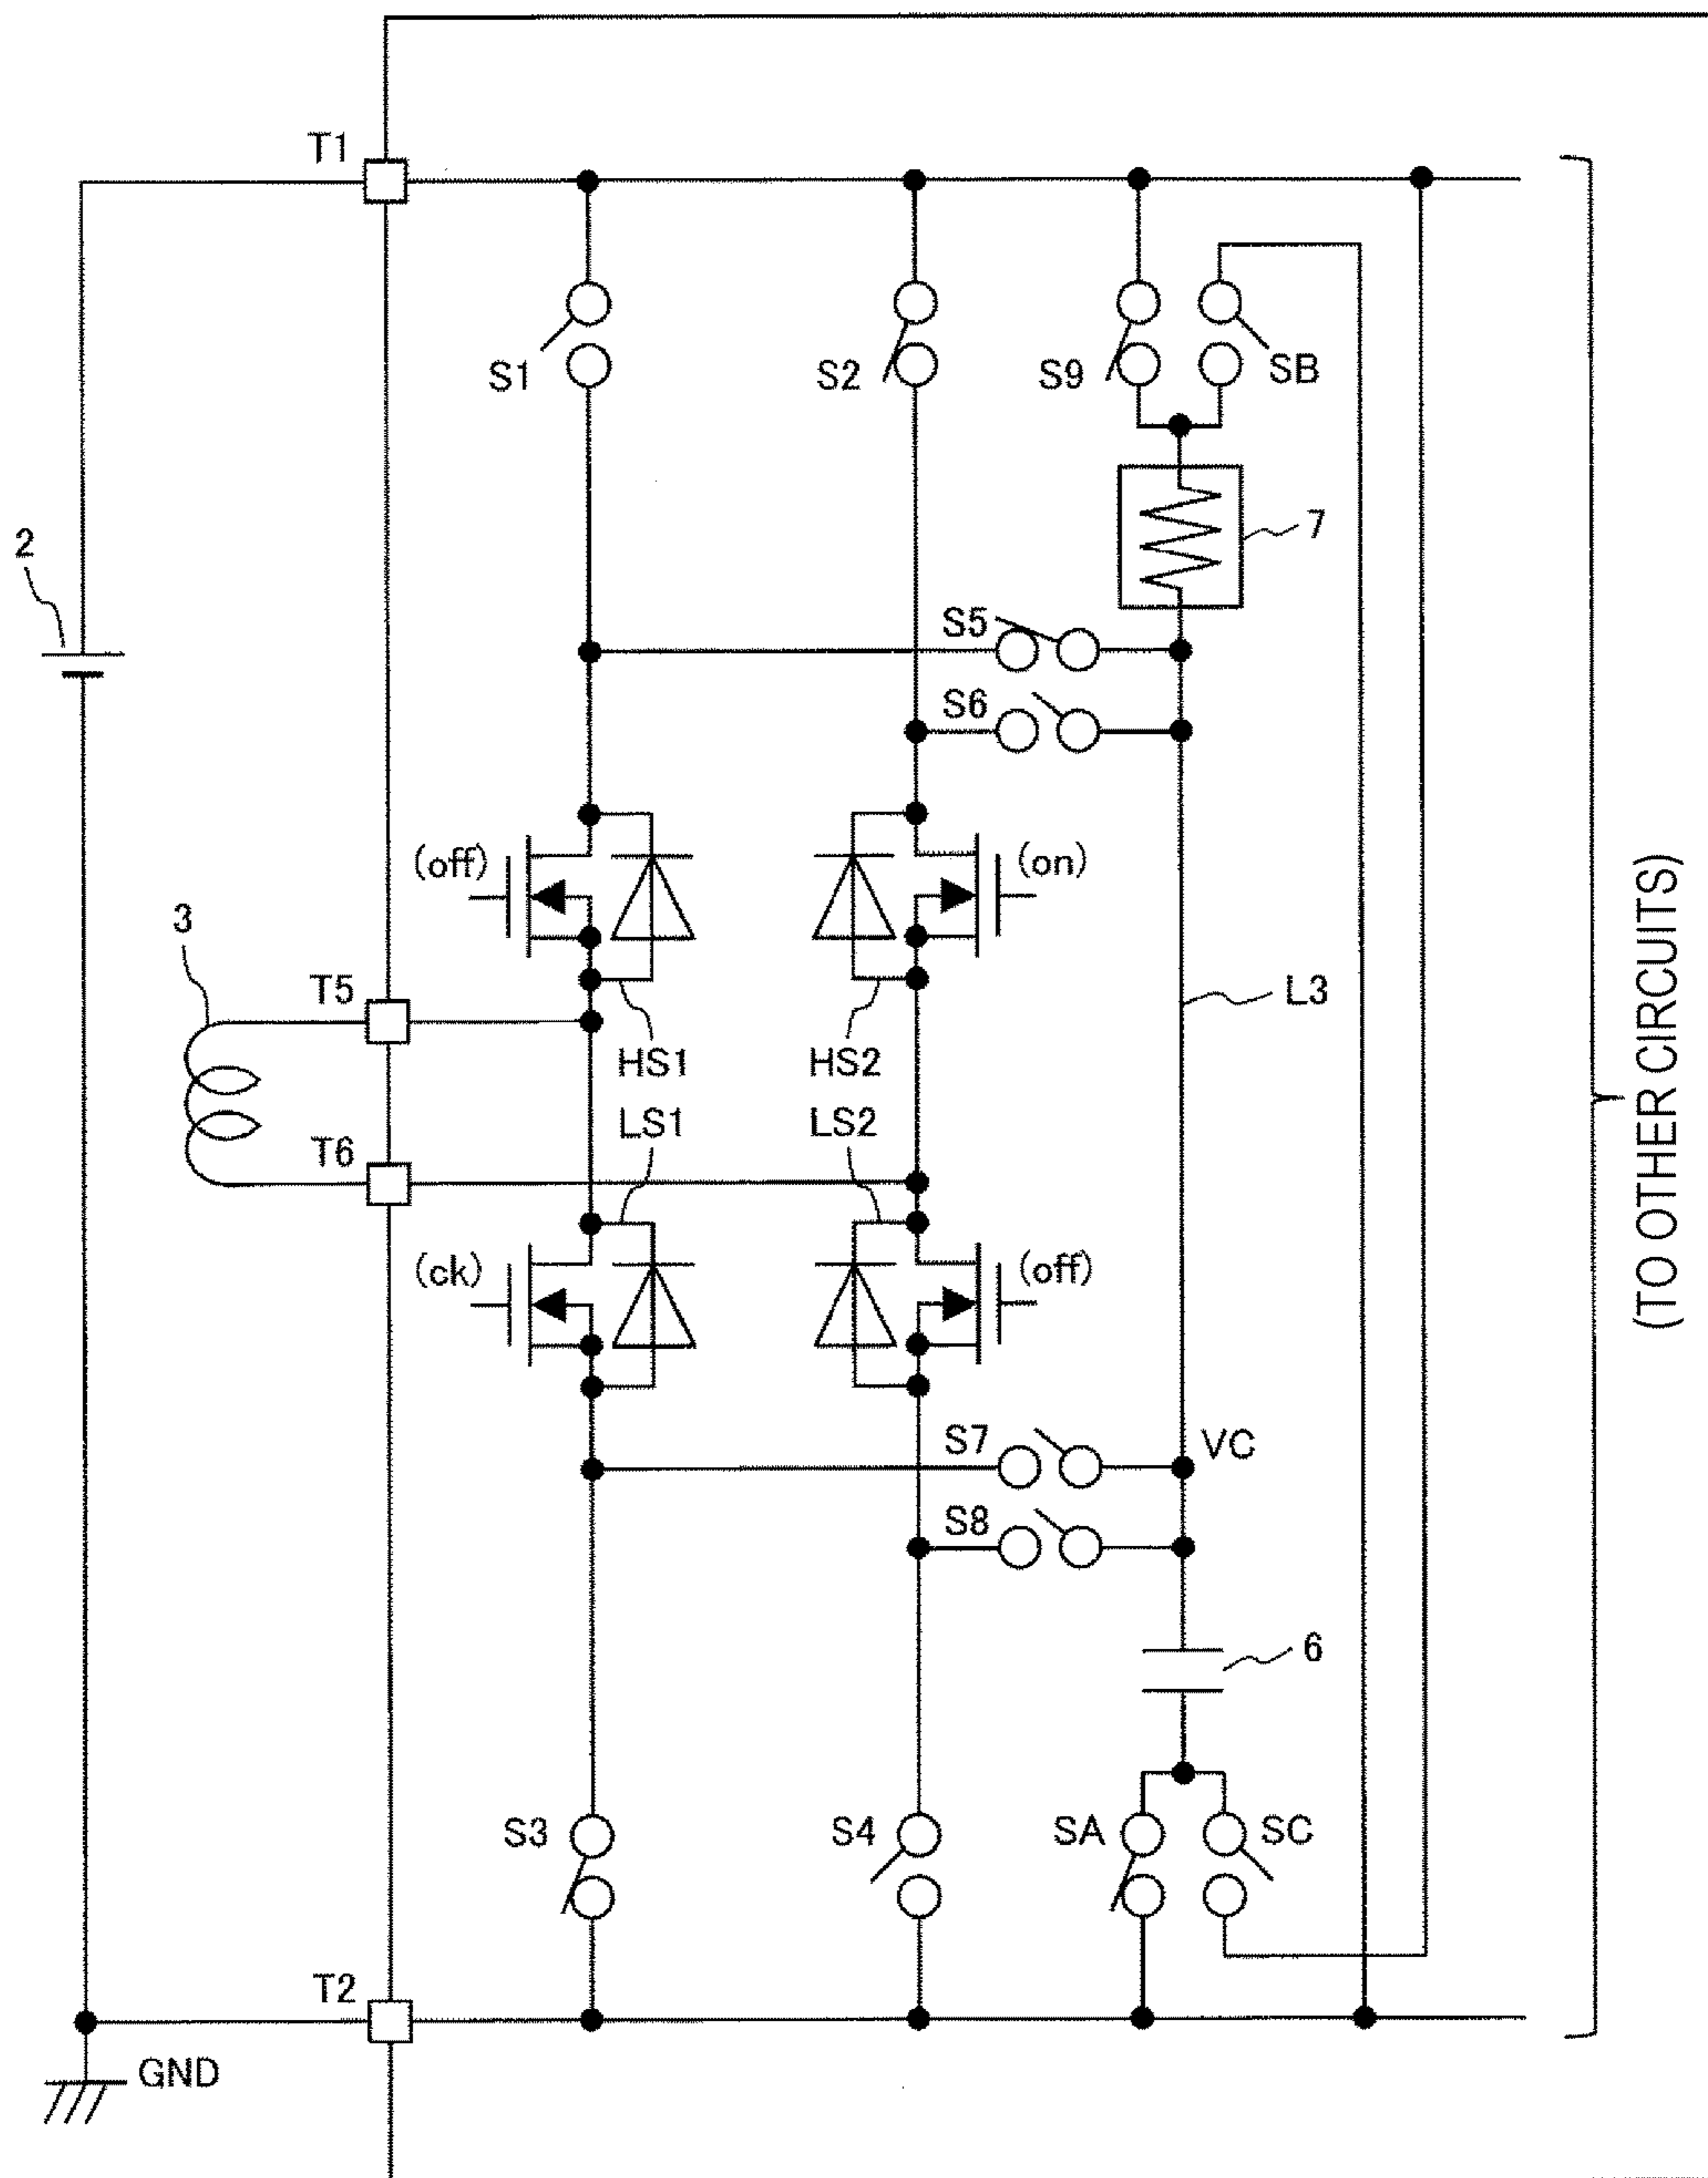 T1
S1
S2
S9
SB
2
7
S5
S6
(off)
(on)
3
T5
L3
HS1
HS2
LS1
LS2
T6
(ck)
(off)
(TO OTHER CIRCUITS)
S7
VC
S8
6
S3
S4
SA
SC
T2
GND